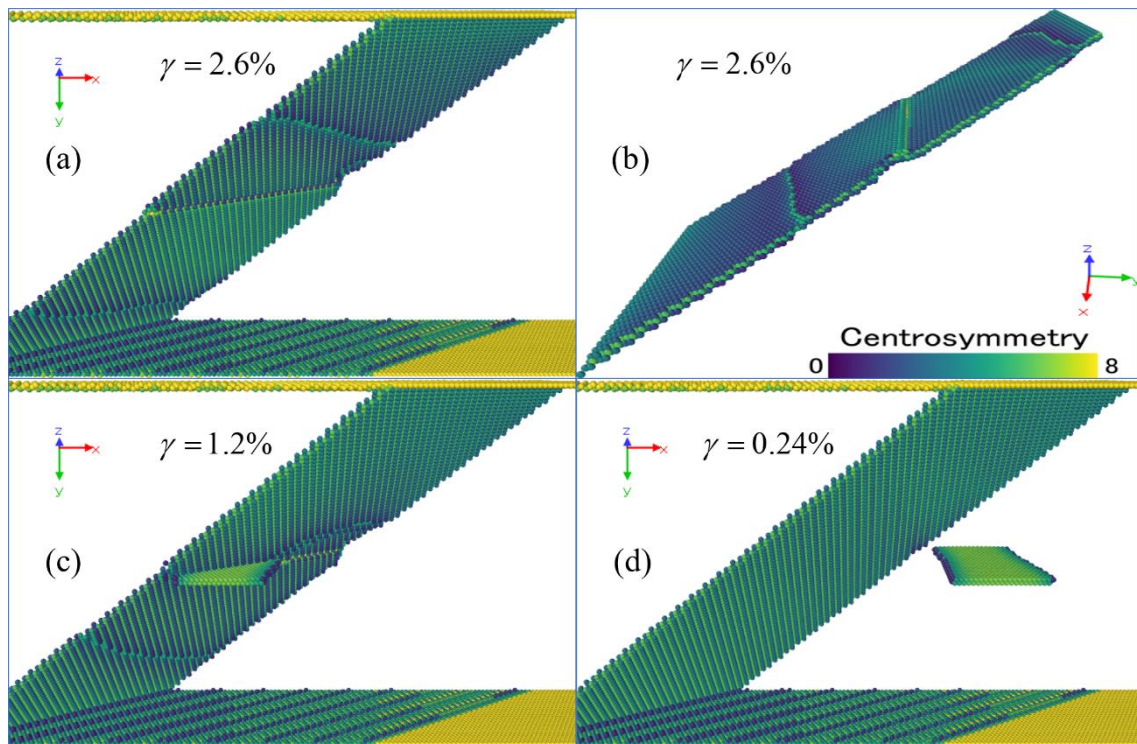 γ = 2.6%
z
x
y
(a)
γ = 2.6%
(b)
z
y
x
Centrosymmetry
0 8
γ = 1.2%
z
x
y
(c)
γ = 0.24%
z
x
y
(d)